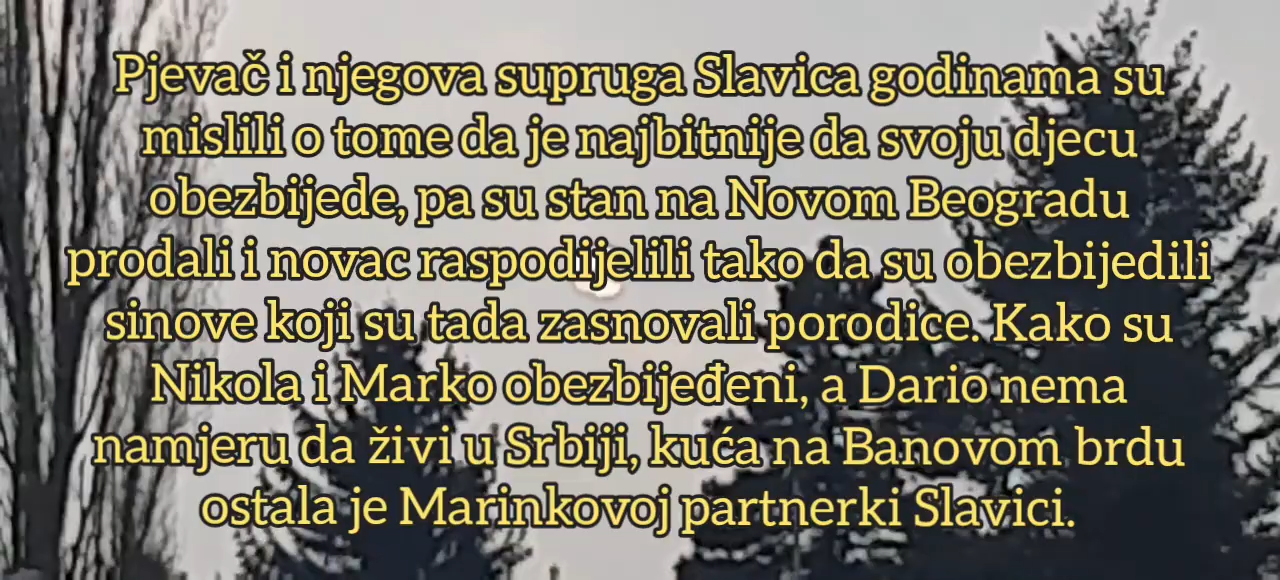 Pjevač i njegova supruga Slavica godinama su
mislili o tome da je najbitnije da svoju djecu
obezbijede, pa su stan na Novom Beogradu
prodali i novac raspodijelili tako da su obezbijedili
sinove koji su tada zasnovali porodice. Kako su
Nikola i Marko obezbijeđeni, a Dario nema
namjeru da živi u Srbiji, kuća na Banovom brdu
ostala je Marinkovoj partnerki Slavici.